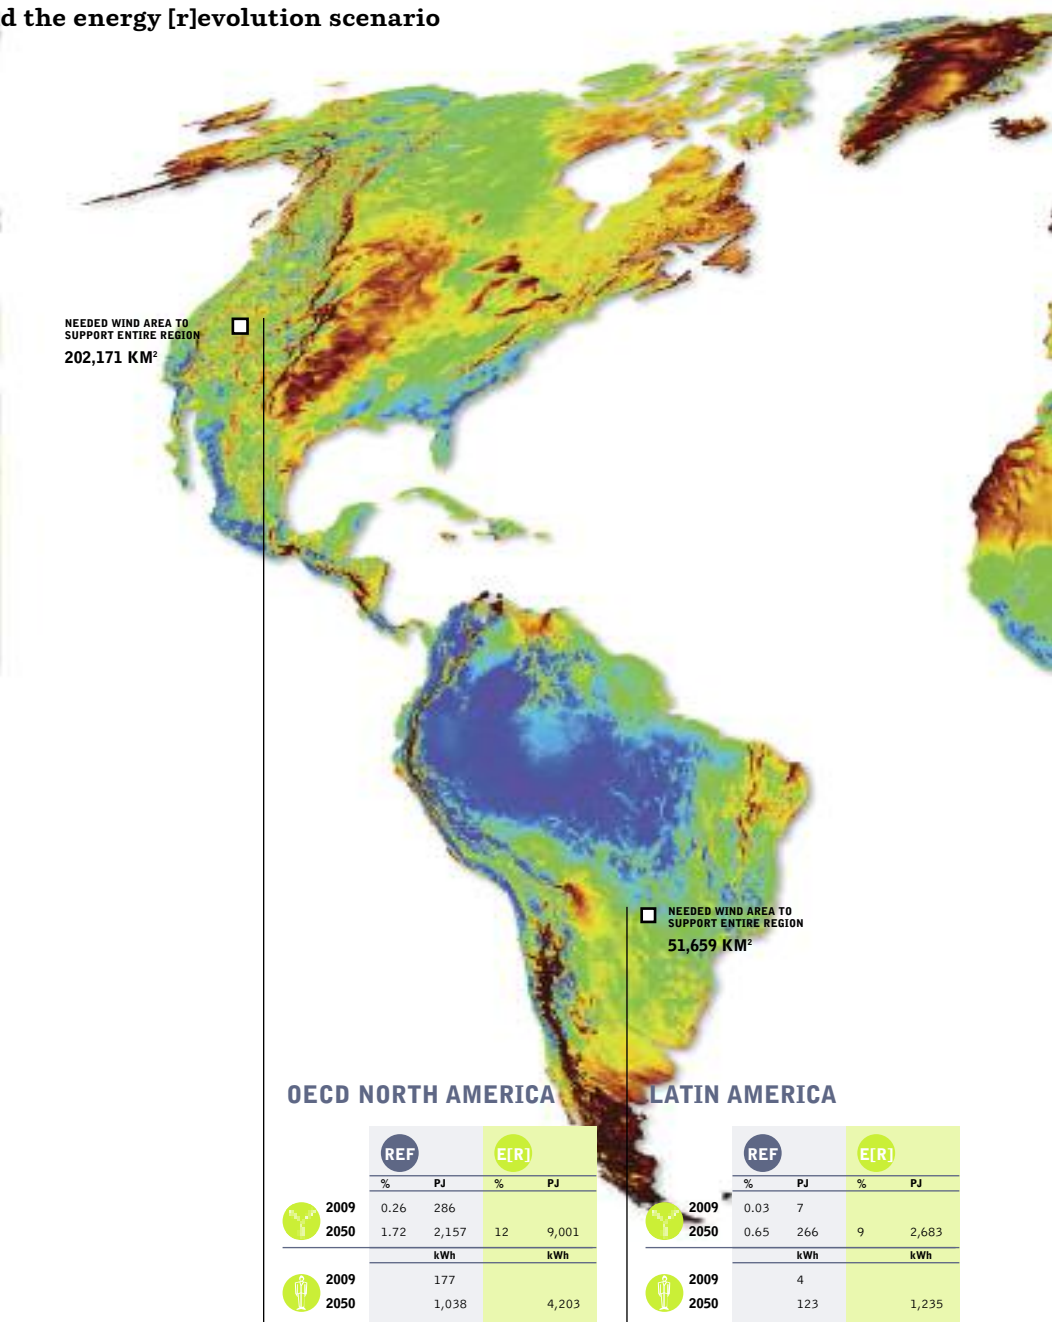 d the energy [r]evolution scenario
NEEDED WIND AREA TO
SUPPORT ENTIRE REGION
202,171 KM²
NEEDED WIND AREA TO
SUPPORT ENTIRE REGION
51,659 KM²
OECD NORTH AMERICA
REF E[R]
% PJ % PJ
2009 0.26 286
2050 1.72 2,157 12 9,001
kWh kWh
2009 177
2050 1,038 4,203
LATIN AMERICA
REF E[R]
% PJ % PJ
2009 0.03 7
2050 0.65 266 9 2,683
kWh kWh
2009 4
2050 123 1,235